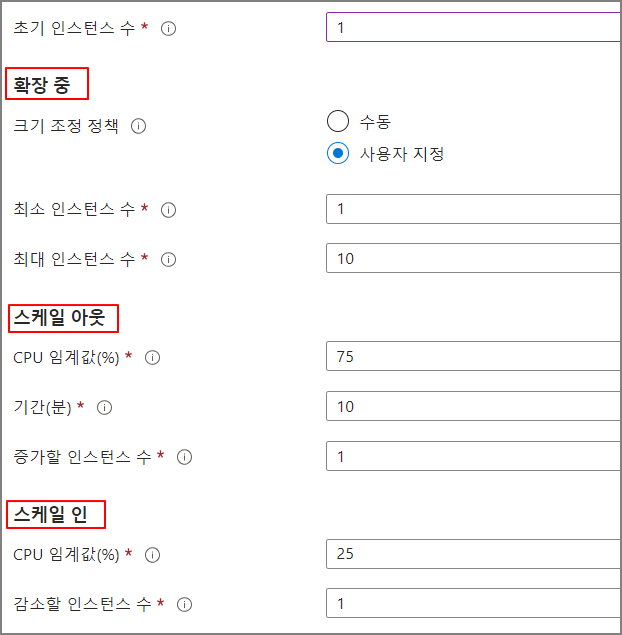 초기 인스턴스 수 * 1
확장 중
크기 조정 정책 수동
사용자 지정
최소 인스턴스 수 * 1
최대 인스턴스 수 * 10
스케일 아웃
CPU 임계값(%) * 75
기간(분) * 10
증가할 인스턴스 수 * 1
스케일 인
CPU 임계값(%) * 25
감소할 인스턴스 수 * 1